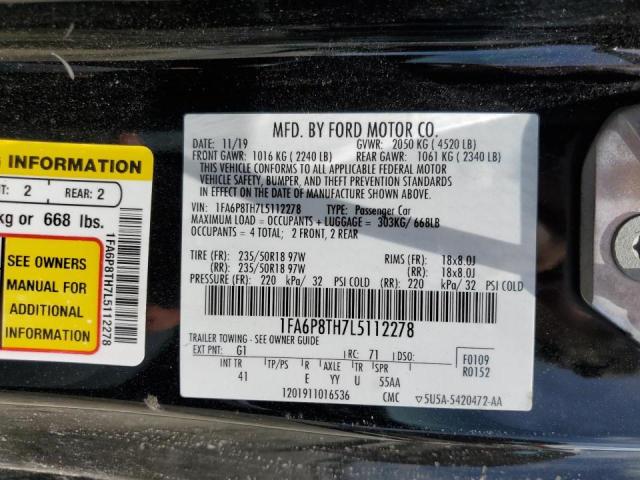 G INFORMATION
NT: 2 REAR: 2
kg or 668 lbs.
SEE OWNERS
MANUAL FOR
ADDITIONAL
INFORMATION
1FA6P8TH7L5112278
MFD. BY FORD MOTOR CO.
DATE: 11/19 GVWR: 2050 KG ( 4520 LB)
FRONT GAWR: 1016 KG ( 2240 LB) REAR GAWR: 1061 KG ( 2340 LB)
THIS VEHICLE CONFORMS TO ALL APPLICABLE FEDERAL MOTOR
VEHICLE SAFETY, BUMPER, AND THEFT PREVENTION STANDARDS
IN EFFECT ON THE DATE OF MANUFACTURE SHOWN ABOVE.
VIN: 1FA6P8TH7L5112278 TYPE: Passenger Car
MAXIMUM LOAD = OCCUPANTS + LUGGAGE = 303KG/ 668LB
OCCUPANTS = 4 TOTAL; 2 FRONT, 2 REAR
TIRE (FR): 235/50R18 97W RIMS (FR): 18x8.0J
(RR): 235/50R18 97W (RR): 18x8.0J
PRESSURE: (FR): 220 kPa/ 32 PSI COLD (RR): 220 kPa/ 32 PSI COLD
1FA6P8TH7L5112278
TRAILER TOWING - SEE OWNER GUIDE
EXT PNT: G1 RC: 71 DSO: F0109
INT TR TP/PS R AXLE TR SPR R0152
41 E YY U 55AA
1201911016536 CMC ▽5U5A-5420472-AA